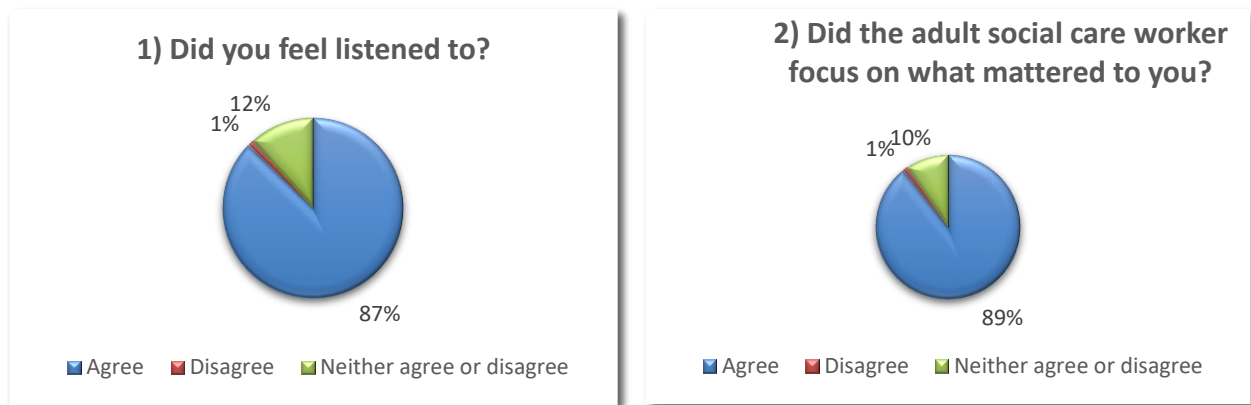 1) Did you feel listened to?
12%
1%
87%
Agree Disagree Neither agree or disagree
2) Did the adult social care worker
focus on what mattered to you?
10%
1%
89%
Agree Disagree Neither agree or disagree